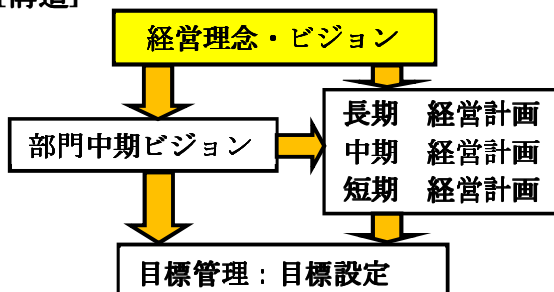 [構造]
経営理念・ビジョン
部門中期ビジョン
長期 経営計画
中期 経営計画
短期 経営計画
目標管理：目標設定